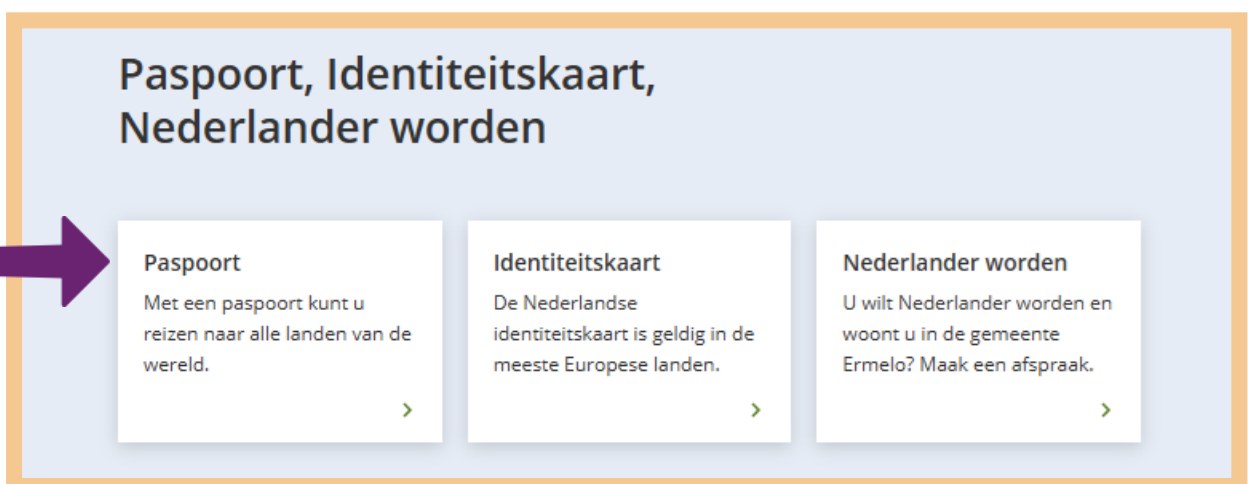 Paspoort, Identiteitskaart,
Nederlander worden
Paspoort
Met een paspoort kunt u
reizen naar alle landen van de
wereld.
Identiteitskaart
De Nederlandse
identiteitskaart is geldig in de
meeste Europese landen.
Nederlander worden
U wilt Nederlander worden en
woont u in de gemeente
Ermelo? Maak een afspraak.